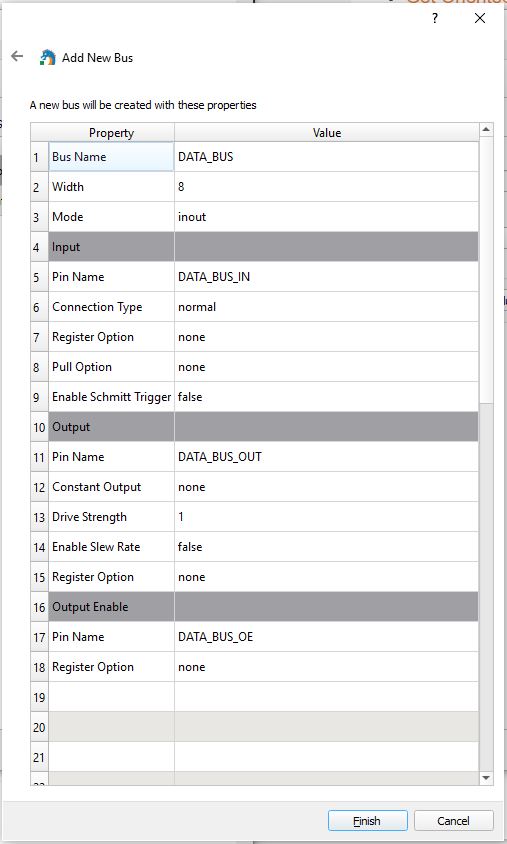 ?
Add New Bus
A new bus will be created with these properties
Property Value
1 Bus Name DATA_BUS
2 Width 8
3 Mode inout
4 Input
5 Pin Name DATA_BUS_IN
6 Connection Type normal
7 Register Option none
8 Pull Option none
9 Enable Schmitt Trigger false
10 Output
11 Pin Name DATA_BUS_OUT
12 Constant Output none
13 Drive Strength 1
14 Enable Slew Rate false
15 Register Option none
16 Output Enable
17 Pin Name DATA_BUS_OE
18 Register Option none
19
20
21
Finish Cancel